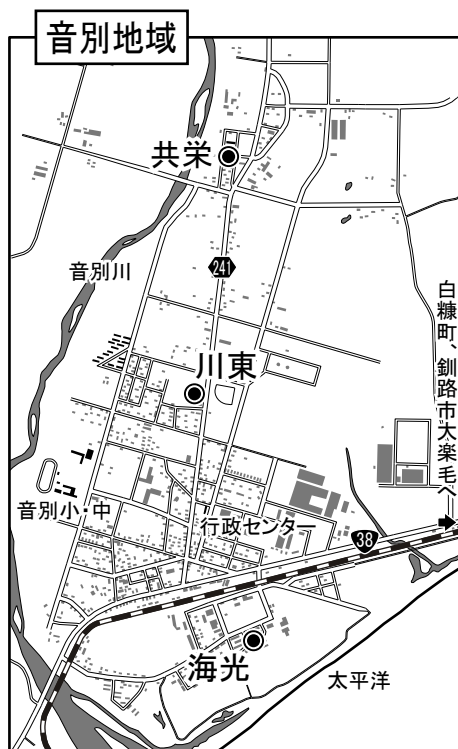 音別地域
共栄
音別川
241
白糠町、釧路市大楽毛へ
川東
音別小・中
行政センター
38
海光
太平洋